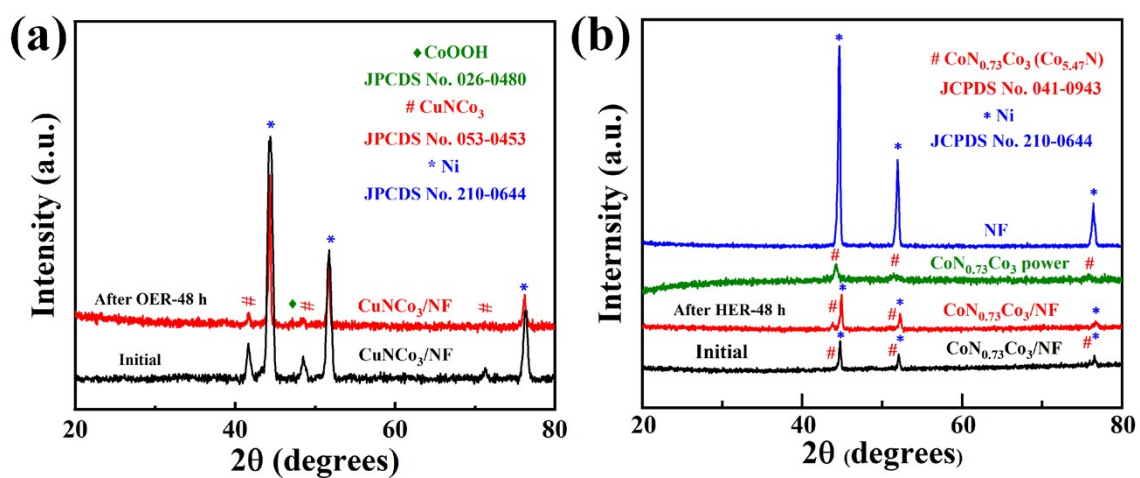 (a)
Intensity (a.u.)
♦ CoOOH
JPCDS No. 026-0480
# CuNCo₃
JPCDS No. 053-0453
* Ni
JPCDS No. 210-0644
*
*
*
# ♦ # #
After OER-48 h
CuNCo₃/NF
Initial
CuNCo₃/NF
20 40 60 80
2θ (degrees)
(b)
Internsity (a.u.)
# CoN₀.₇₃Co₃ (Co₅.₄₇N)
JCPDS No. 041-0943
* Ni
JCPDS No. 210-0644
*
*
*
NF
# # #
CoN₀.₇₃Co₃ power
After HER-48 h
# * # * *
CoN₀.₇₃Co₃/NF
Initial
# * # * # *
CoN₀.₇₃Co₃/NF
20 40 60 80
2θ (degrees)